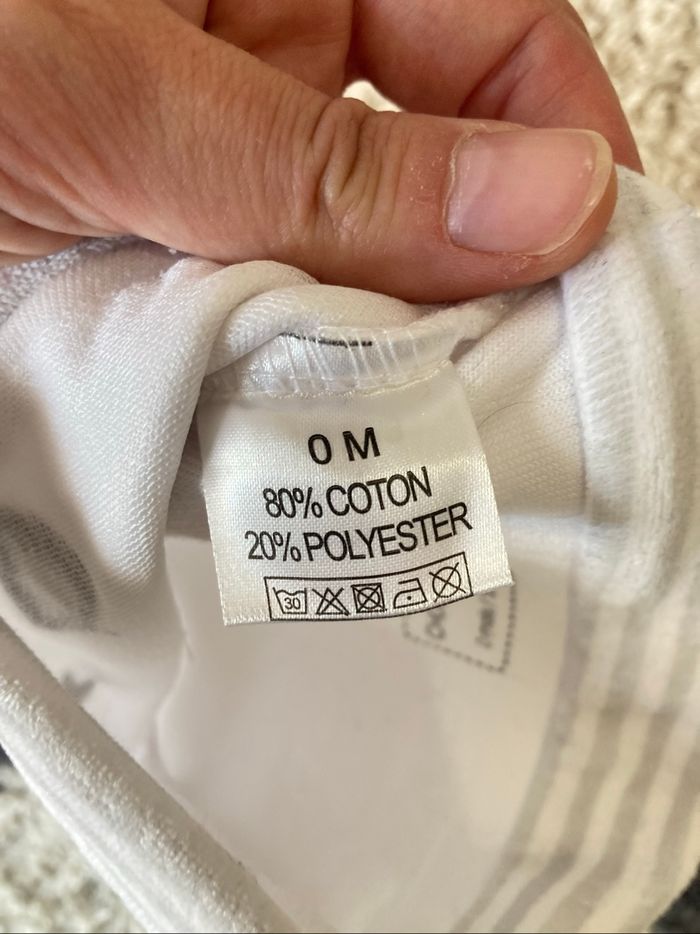 0 M
80% COTON
20% POLYESTER
30